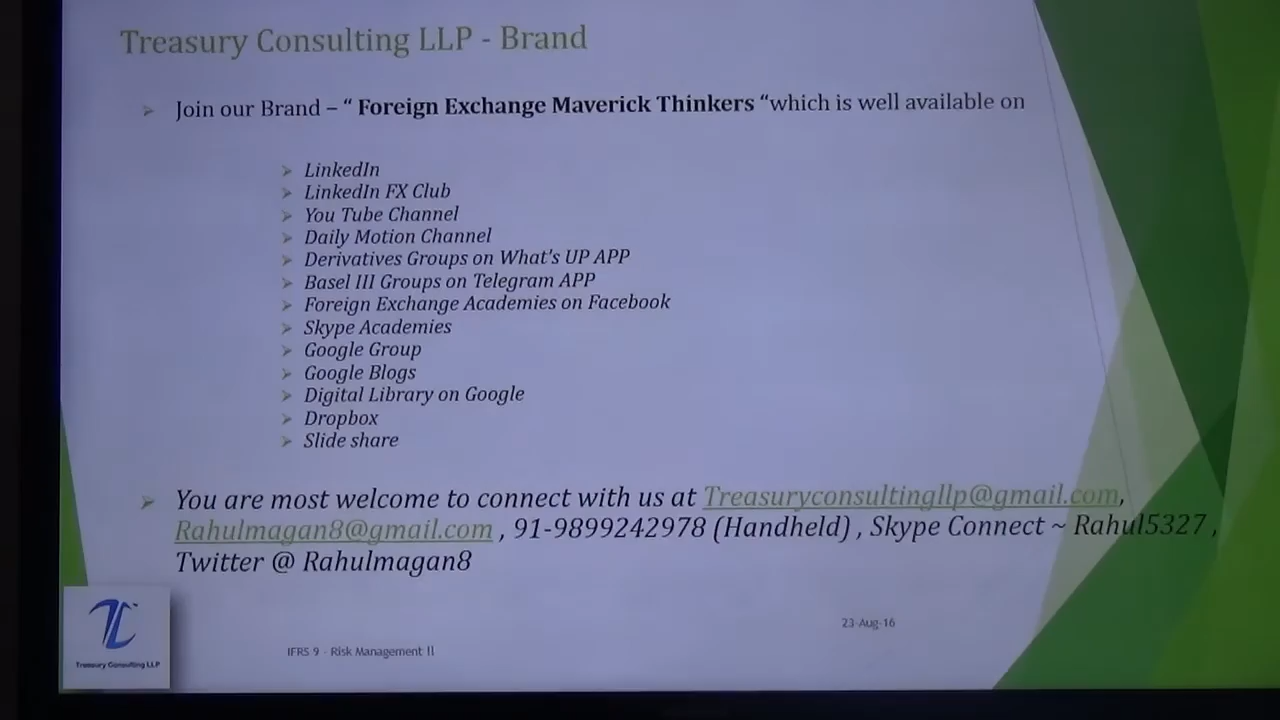 Treasury Consulting LLP - Brand
Join our Brand – “ Foreign Exchange Maverick Thinkers “which is well available on
LinkedIn
LinkedIn FX Club
You Tube Channel
Daily Motion Channel
Derivatives Groups on What's UP APP
Basel III Groups on Telegram APP
Foreign Exchange Academies on Facebook
Skype Academies
Google Group
Google Blogs
Digital Library on Google
Dropbox
Slide share
You are most welcome to connect with us at Treasuryconsultingllp@gmail.com,
Rahulmagan8@gmail.com , 91-9899242978 (Handheld) , Skype Connect ~ Rahul5327 ,
Twitter @ Rahulmagan8
23-Aug-16
IFRS 9 - Risk Management II
Treasury Consulting LLP